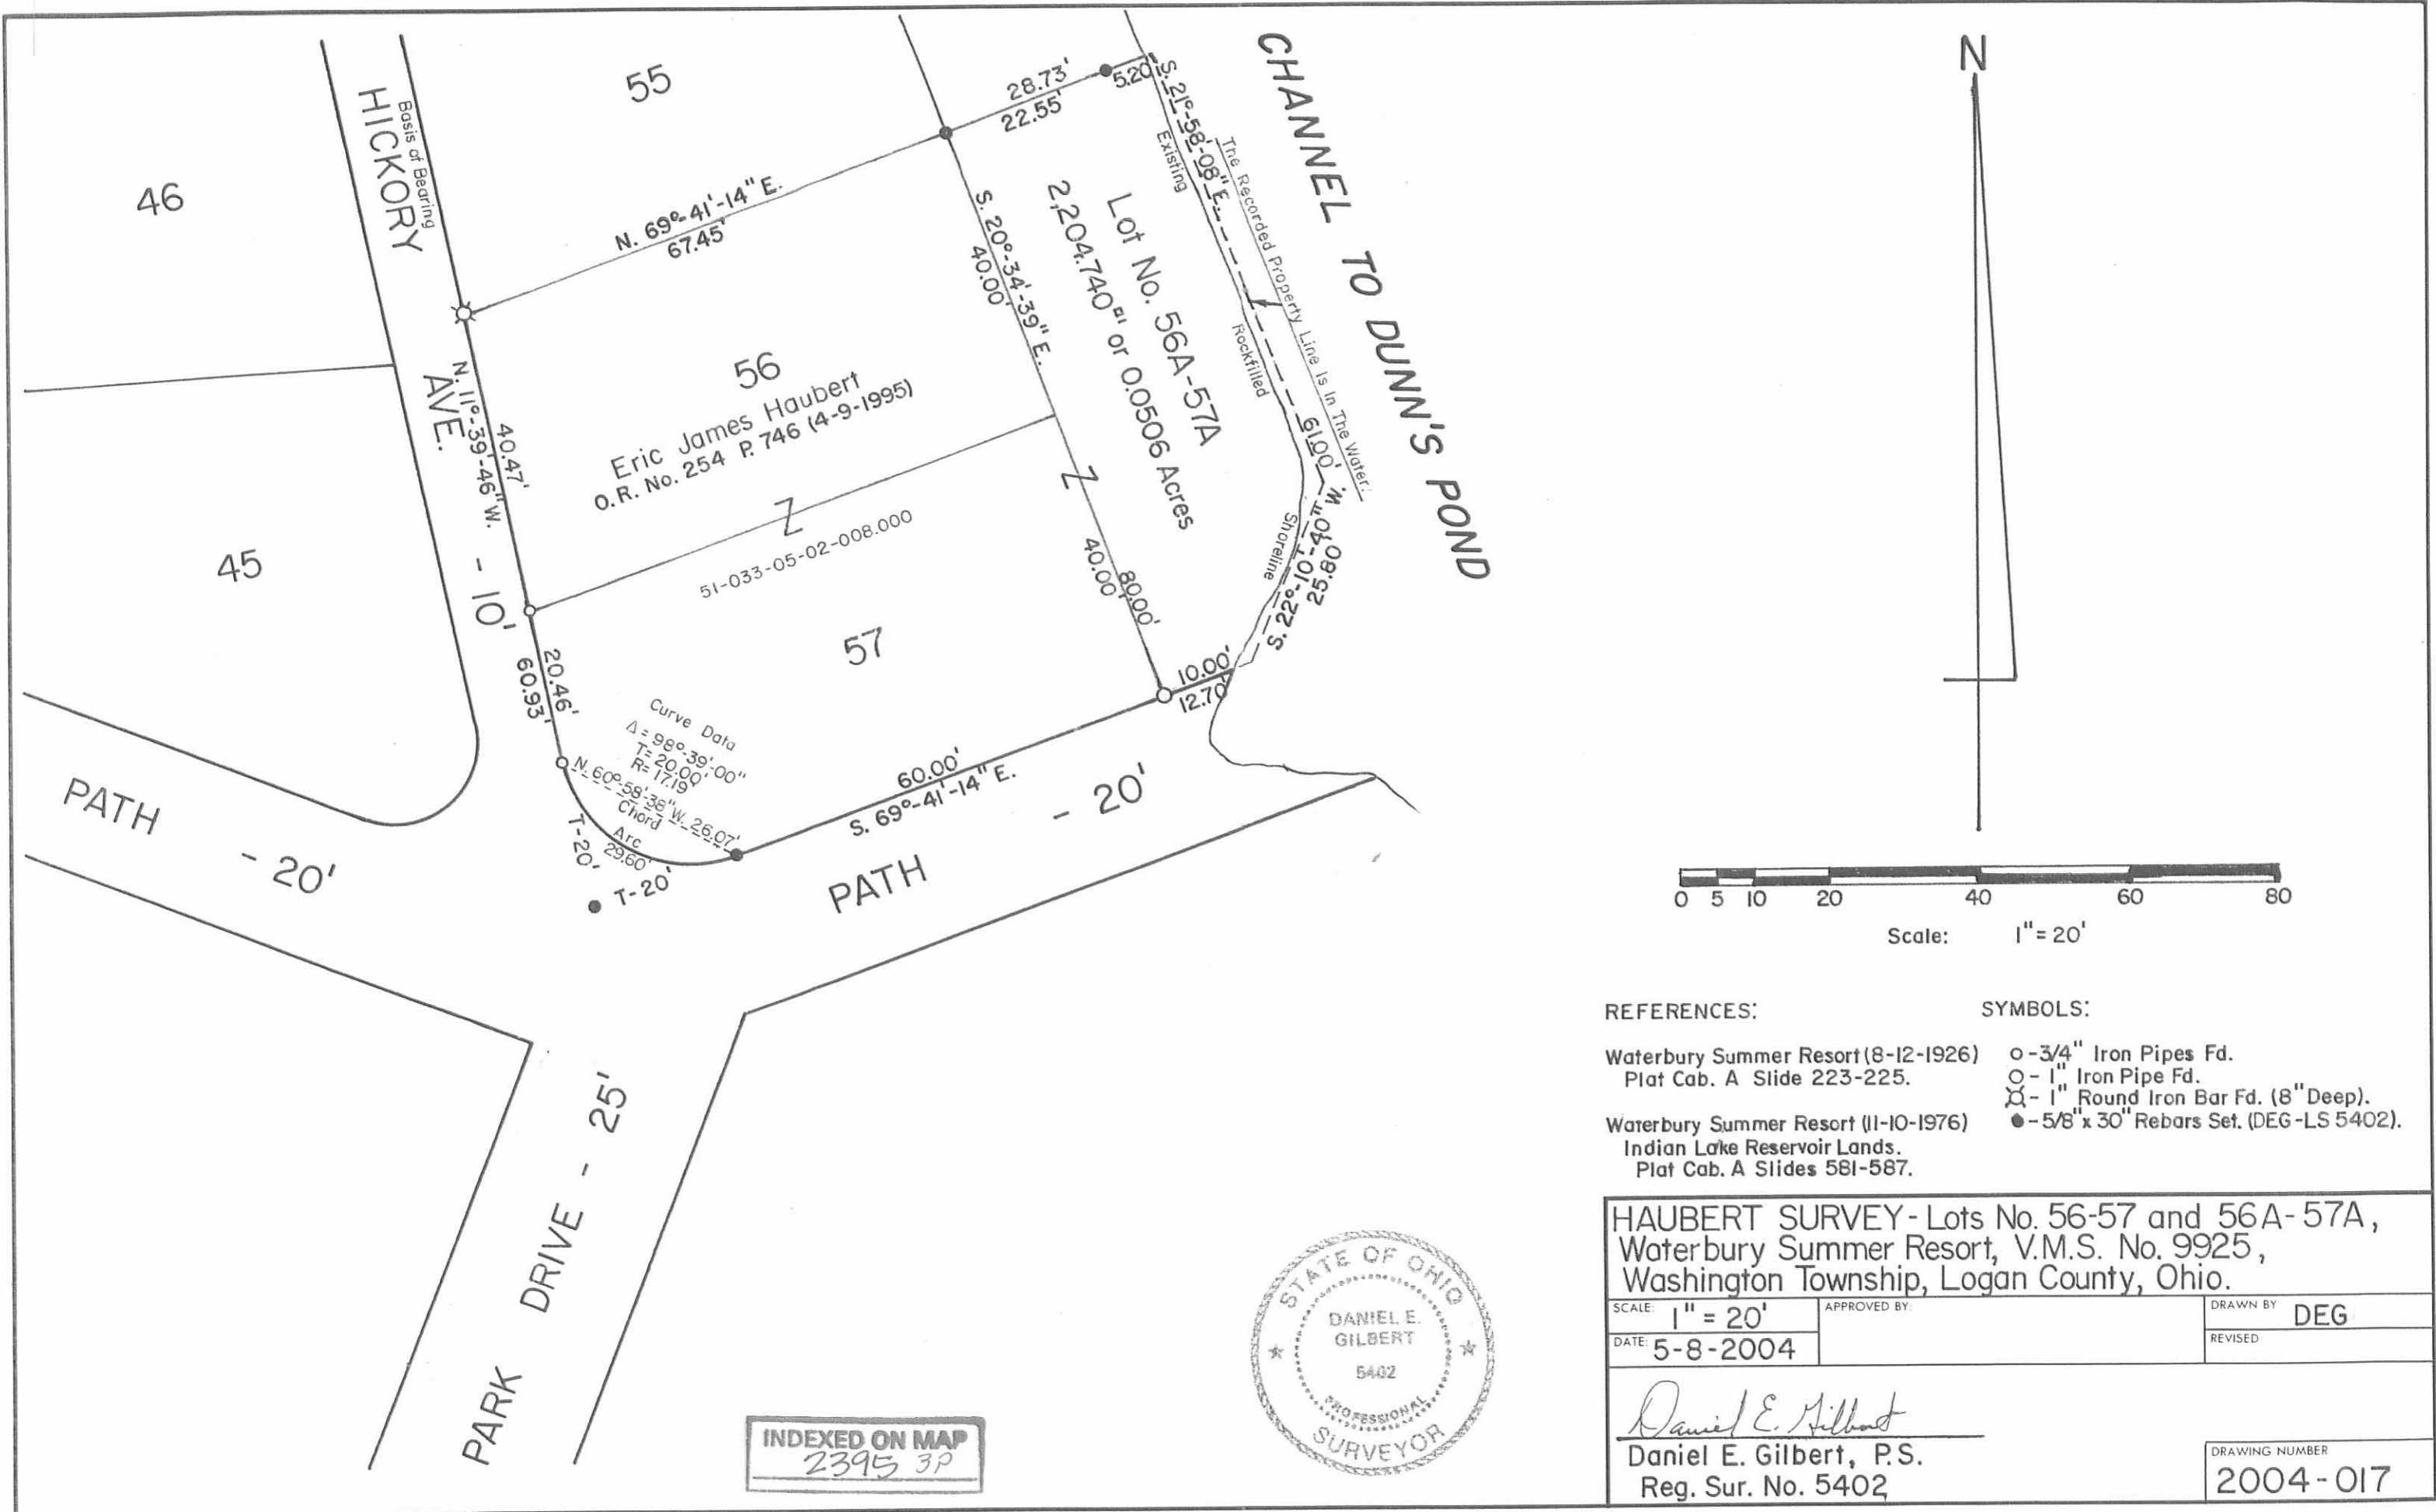 55
46
45
Basis of Bearing
HICKORY
AVE.
- 10'
N. 11°-39'-46" W.
40.47'
20.46'
60.93'
N. 69°-41'-14" E.
67.45'
28.73'
22.55'
5.20'
S. 21°-58'-08" E.
Existing
Rockfilled
Shoreline
The Recorded Property Line Is In The Water.
61.00'
S. 22°-10'-40" W.
25.80'
CHANNEL TO DUNN'S POND
S. 20°-34'-39" E.
40.00'
40.00'
80.00'
Lot No. 56A-57A
2,204.740 or 0.0506 Acres
56
Eric James Haubert
O.R. No. 254 P. 746 (4-9-1995)
Z
Z
51-033-05-02-008.000
57
10.00'
12.70'
Curve Data
Δ = 98°-39'-00"
T= 20.00'
R= 17.19'
N. 60°-58'-38" W. 26.07'
Chord
Arc
29.60'
T-20'
T-20'
60.00'
S. 69°-41'-14" E.
PATH - 20'
PATH - 20'
PARK DRIVE - 25'
N
0 5 10 20 40 60 80
Scale: 1" = 20'
REFERENCES:
Waterbury Summer Resort (8-12-1926)
Plat Cab. A Slide 223-225.
Waterbury Summer Resort (11-10-1976)
Indian Lake Reservoir Lands.
Plat Cab. A Slides 581-587.
SYMBOLS:
-3/4" Iron Pipes Fd.
- 1" Iron Pipe Fd.
- 1" Round Iron Bar Fd. (8" Deep).
-5/8" x 30" Rebars Set. (DEG-LS 5402).
HAUBERT SURVEY-Lots No. 56-57 and 56A-57A,
Waterbury Summer Resort, V.M.S. No. 9925,
Washington Township, Logan County, Ohio.
SCALE: 1" = 20'
APPROVED BY:
DRAWN BY DEG
DATE: 5-8-2004
REVISED
Daniel E. Gilbert
Daniel E. Gilbert, P.S.
Reg. Sur. No. 5402
DRAWING NUMBER
2004-017
STATE OF OHIO
DANIEL E.
GILBERT
5402
PROFESSIONAL
SURVEYOR
INDEXED ON MAP
2395 3P